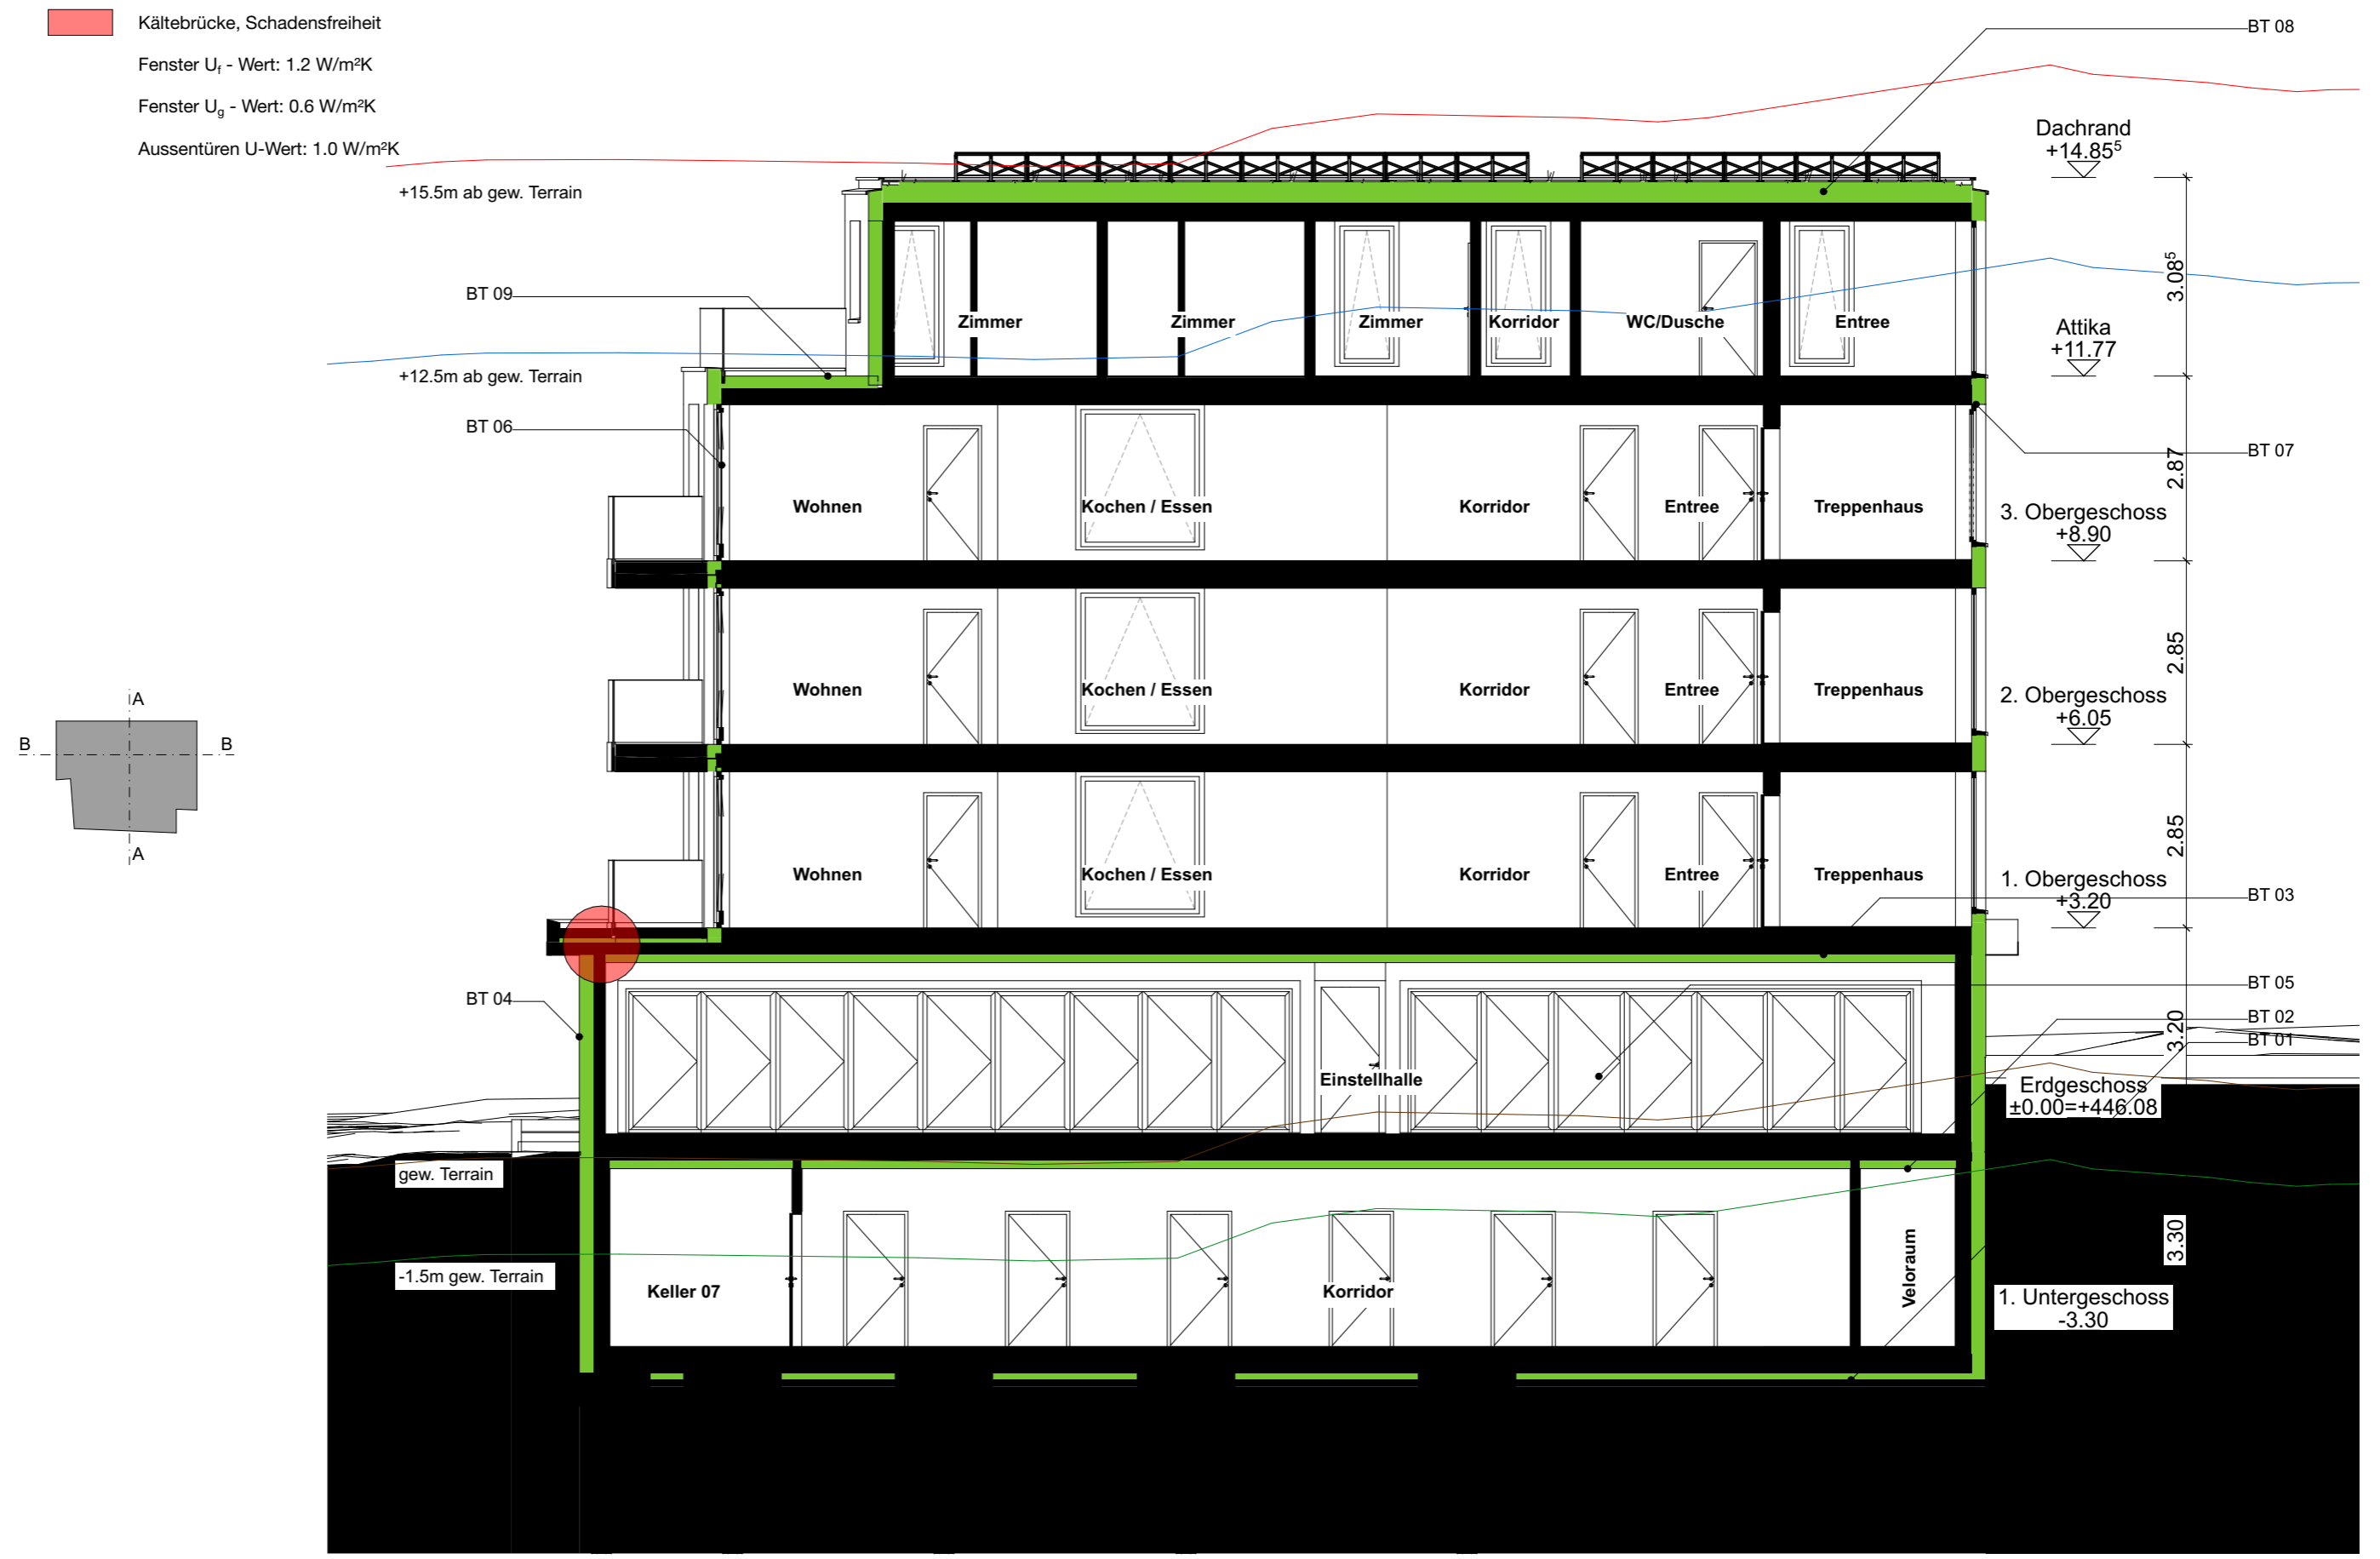 Kältebrücke, Schadensfreiheit
Fenster Uf - Wert: 1.2 W/m²K
Fenster Ug - Wert: 0.6 W/m²K
Aussentüren U-Wert: 1.0 W/m²K
BT 08
Dachrand
+14.85⁵
+15.5m ab gew. Terrain
3.08⁵
BT 09
Zimmer
Zimmer
Zimmer
Korridor
WC/Dusche
Entree
Attika
+11.77
+12.5m ab gew. Terrain
BT 06
BT 07
2.87
Wohnen
Kochen / Essen
Korridor
Entree
Treppenhaus
3. Obergeschoss
+8.90
2.85
Wohnen
Kochen / Essen
Korridor
Entree
Treppenhaus
2. Obergeschoss
+6.05
A
B
B
A
2.85
Wohnen
Kochen / Essen
Korridor
Entree
Treppenhaus
1. Obergeschoss
+3.20
BT 03
BT 04
BT 05
BT 02
3.20
BT 01
Einstellhalle
Erdgeschoss
±0.00=+446.08
gew. Terrain
3.30
-1.5m gew. Terrain
Keller 07
Korridor
Veloraum
1. Untergeschoss
-3.30